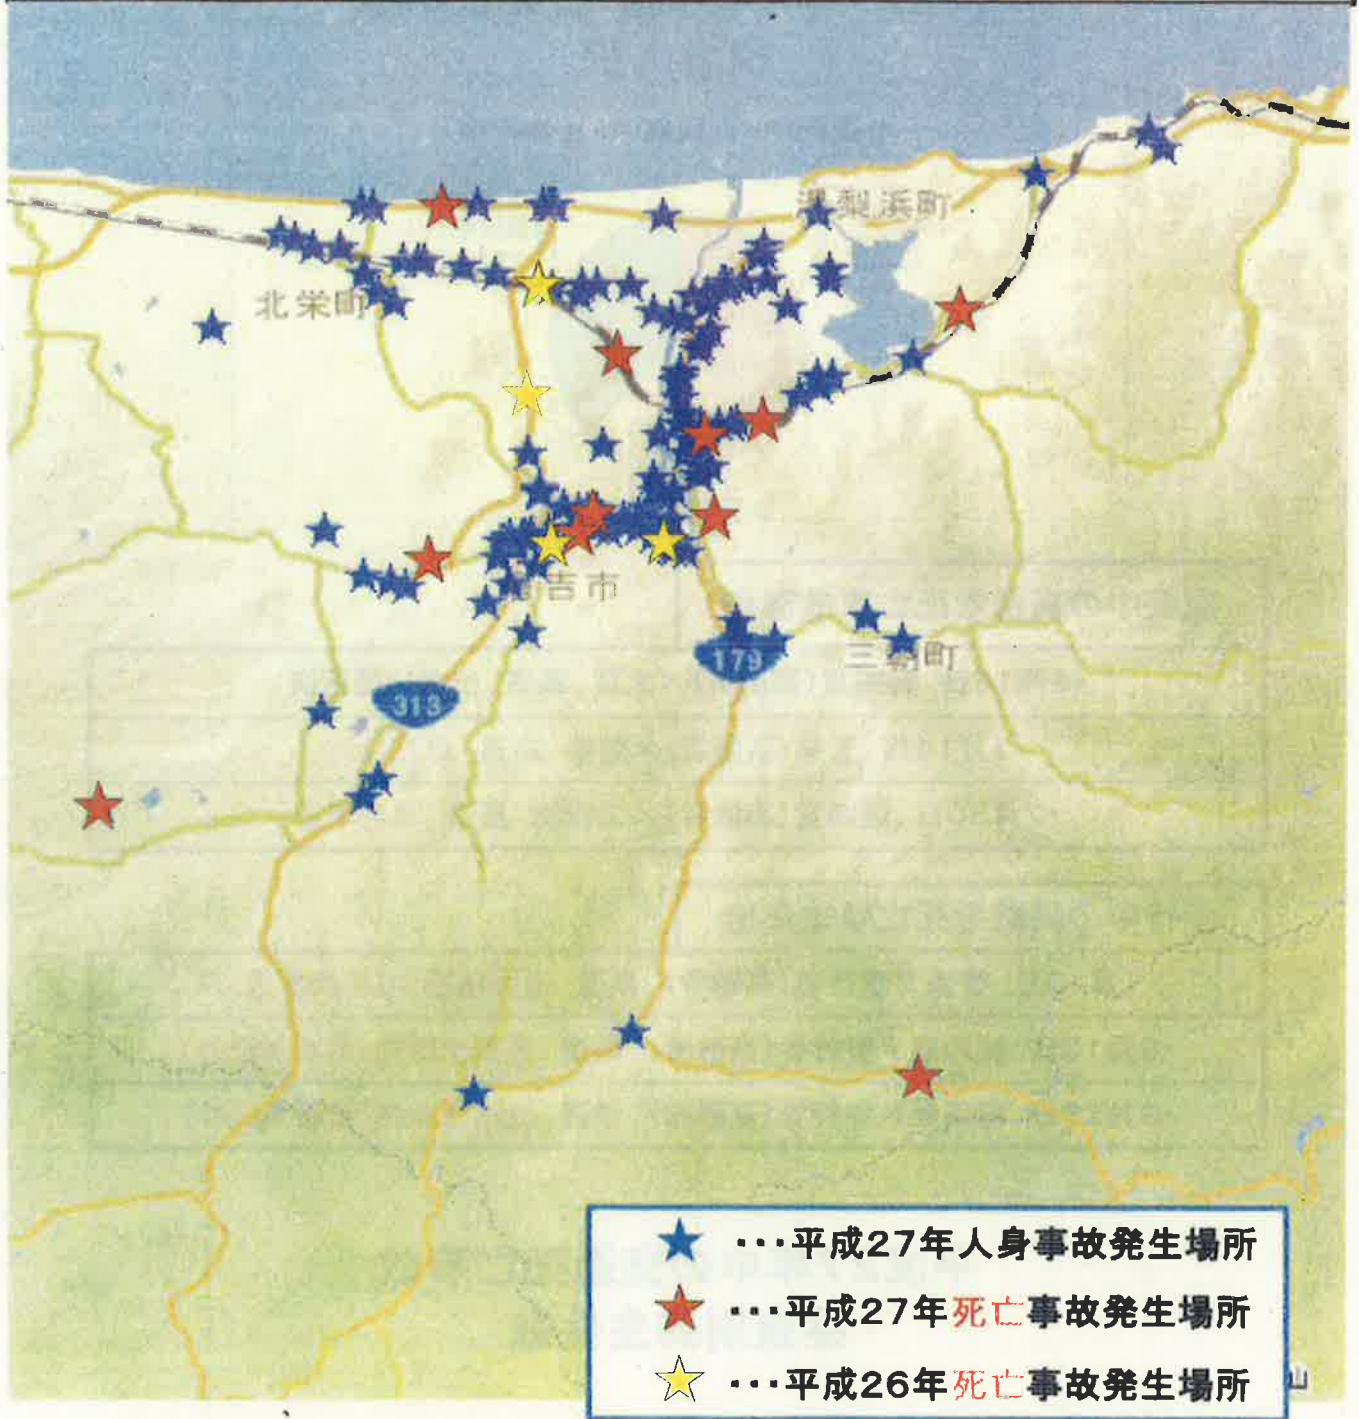 湯梨浜町
北栄町
吉市
179
三朝町
313
★ ・・・平成27年人身事故発生場所
★ ・・・平成27年死亡事故発生場所
☆ ・・・平成26年死亡事故発生場所
山